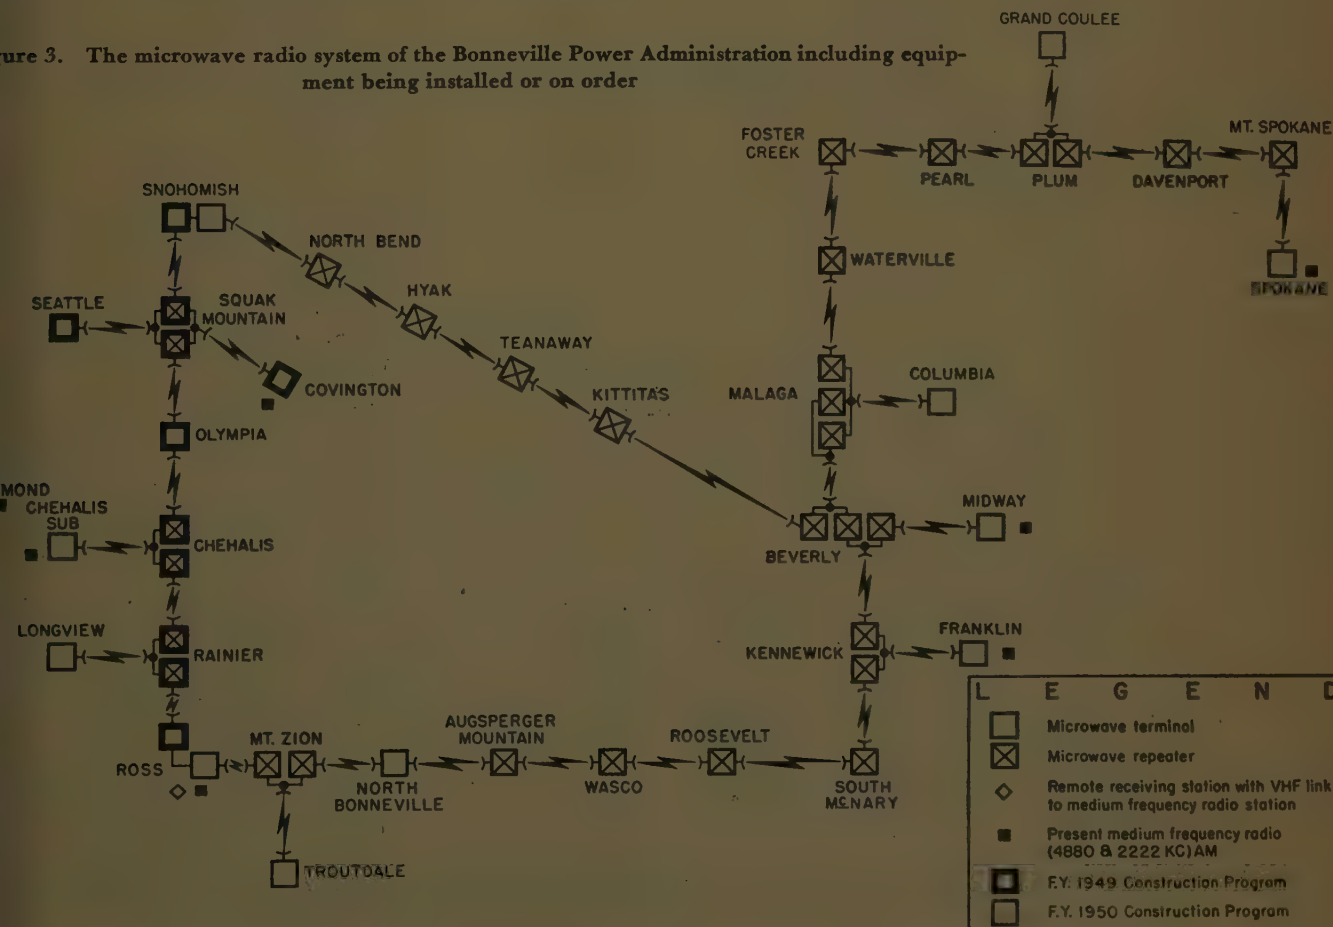 ure 3. The microwave radio system of the Bonneville Power Administration including equip-
ment being installed or on order
GRAND COULEE
FOSTER
CREEK
PEARL
PLUM
DAVENPORT
MT. SPOKANE
SPOKANE
SNOHOMISH
NORTH BEND
HYAK
TEANAWAY
KITTITAS
WATERVILLE
SEATTLE
SQUAK
MOUNTAIN
COVINGTON
OLYMPIA
MALAGA
COLUMBIA
MOND
CHEHALIS
SUB
CHEHALIS
BEVERLY
MIDWAY
LONGVIEW
RAINIER
KENNEWICK
FRANKLIN
ROSS
MT. ZION
NORTH
BONNEVILLE
AUGSPERGER
MOUNTAIN
WASCO
ROOSEVELT
SOUTH
McNARY
TROUTDALE
LEGEND
Microwave terminal
Microwave repeater
Remote receiving station with VHF link
to medium frequency radio station
Present medium frequency radio
(4880 & 2222 KC) AM
F.Y. 1949 Construction Program
F.Y. 1950 Construction Program